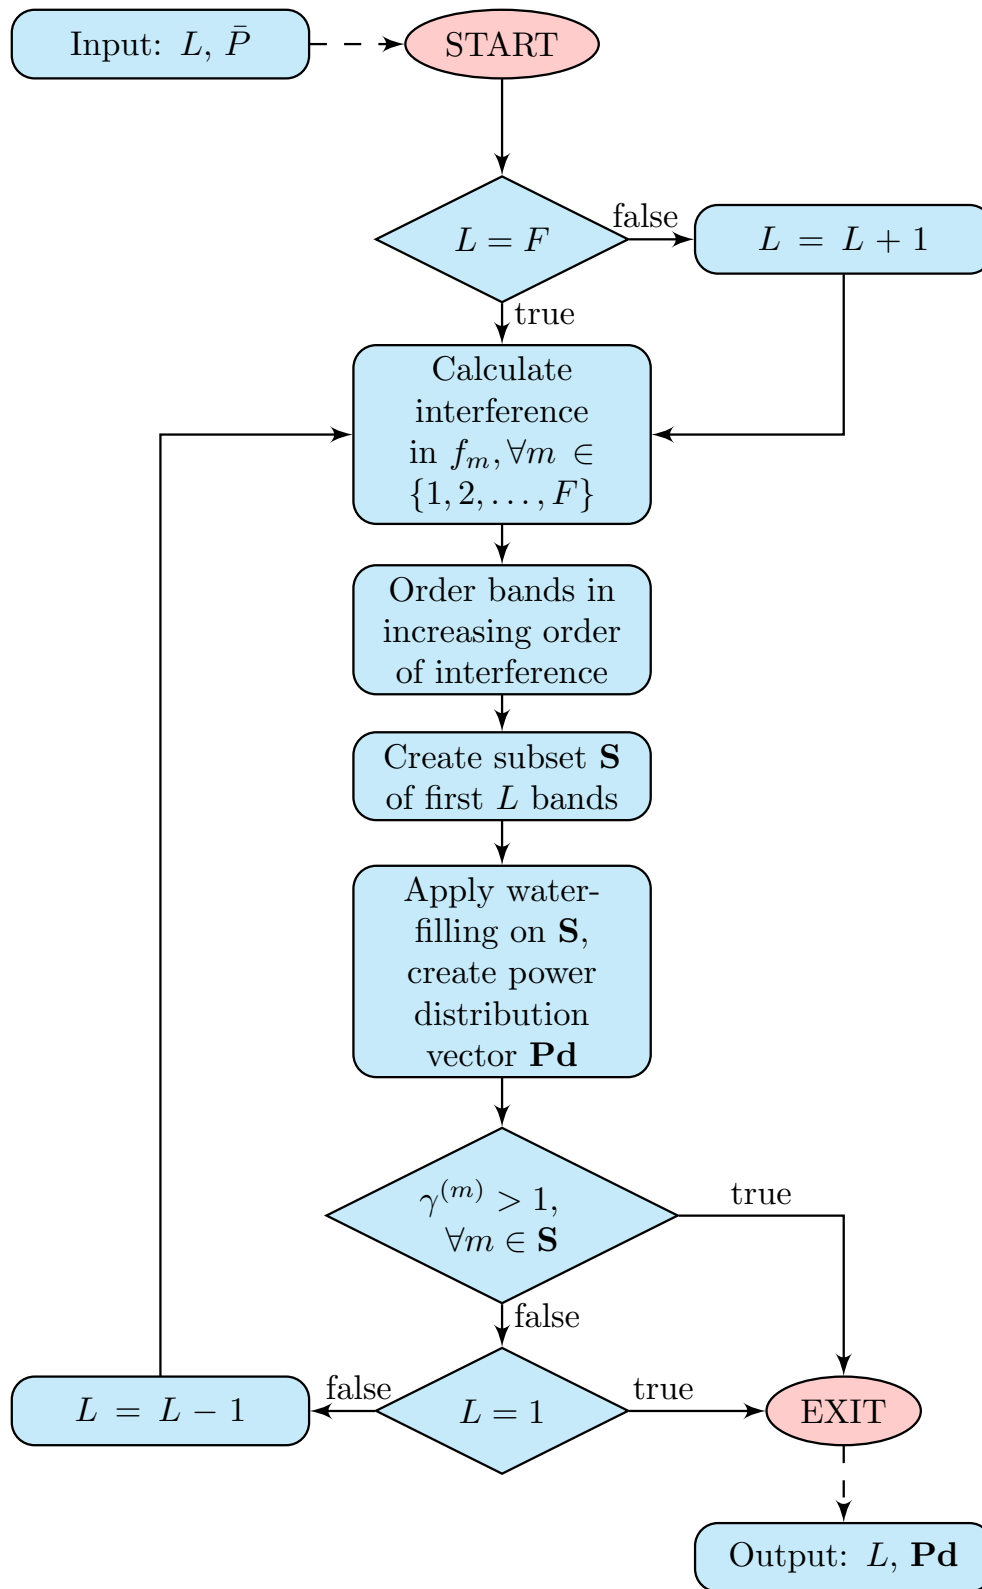 Input: L, P̄
START
L = F
false
L = L + 1
true
Calculate
interference
in fₘ, ∀m ∈
{1, 2, . . . , F}
Order bands in
increasing order
of interference
Create subset S
of first L bands
Apply water-
filling on S,
create power
distribution
vector Pd
γ⁽ᵐ⁾ > 1,
∀m ∈ S
true
false
L = L − 1
false
L = 1
true
EXIT
Output: L, Pd